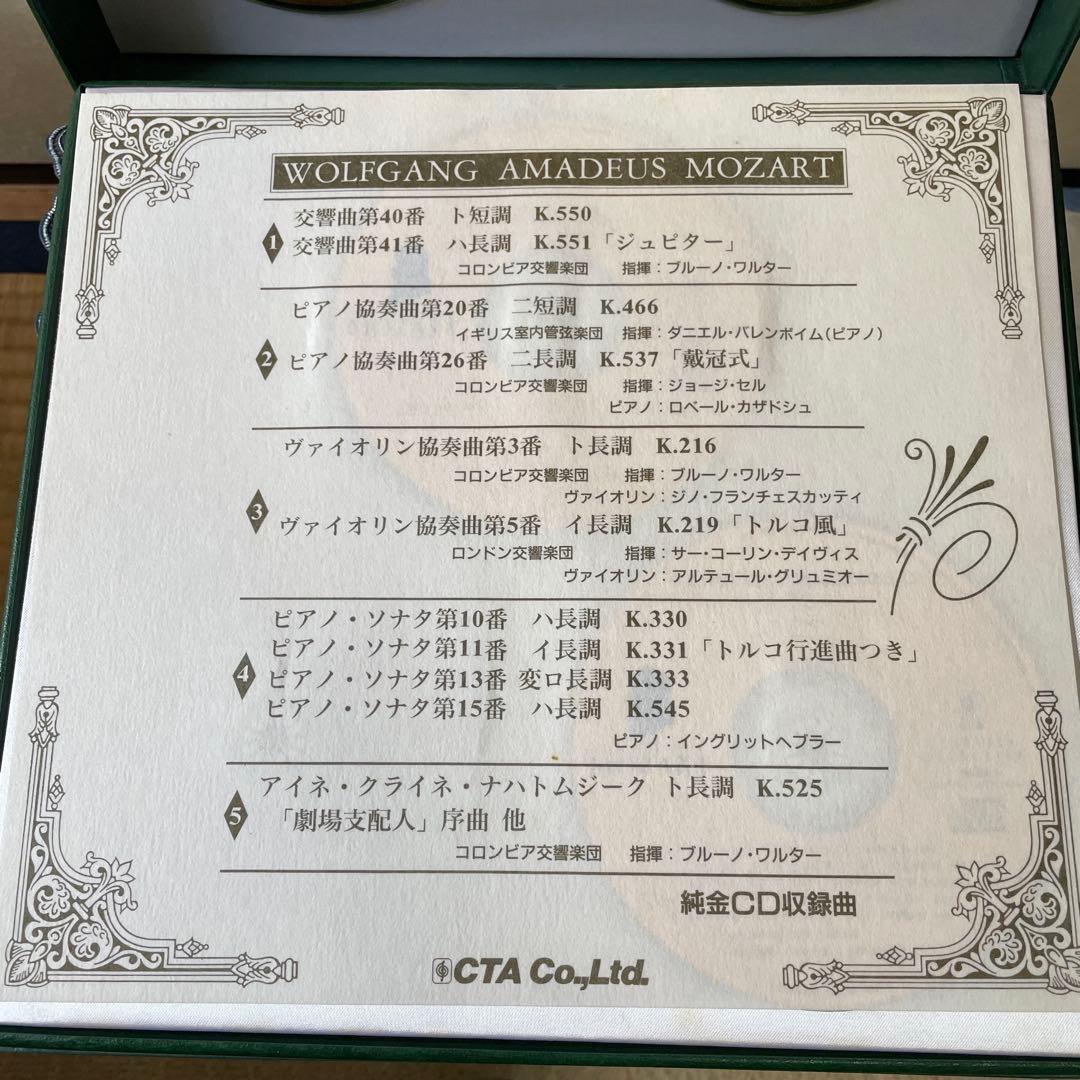 WOLFGANG AMADEUS MOZART
交響曲第40番 ト短調 K.550
1
交響曲第41番 ハ長調 K.551「ジュピター」
コロンビア交響楽団 指揮：ブルーノ・ワルター
ピアノ協奏曲第20番 二短調 K.466
イギリス室内管弦楽団 指揮：ダニエル・バレンボイム(ピアノ)
2 ピアノ協奏曲第26番 二長調 K.537「戴冠式」
コロンビア交響楽団 指揮：ジョージ・セル
ピアノ：ロベール・カザドシュ
ヴァイオリン協奏曲第3番 ト長調 K.216
コロンビア交響楽団 指揮：ブルーノ・ワルター
ヴァイオリン：ジノ・フランチェスカッティ
3 ヴァイオリン協奏曲第5番 イ長調 K.219「トルコ風」
ロンドン交響楽団 指揮：サー・コーリン・デイヴィス
ヴァイオリン：アルテュール・グリュミオー
ピアノ・ソナタ第10番 ハ長調 K.330
ピアノ・ソナタ第11番 イ長調 K.331「トルコ行進曲つき」
4 ピアノ・ソナタ第13番 変ロ長調 K.333
ピアノ・ソナタ第15番 ハ長調 K.545
ピアノ：イングリットヘブラー
アイネ・クライネ・ナハトムジーク ト長調 K.525
5 「劇場支配人」序曲 他
コロンビア交響楽団 指揮：ブルーノ・ワルター
純金CD収録曲
CTA Co.,Ltd.